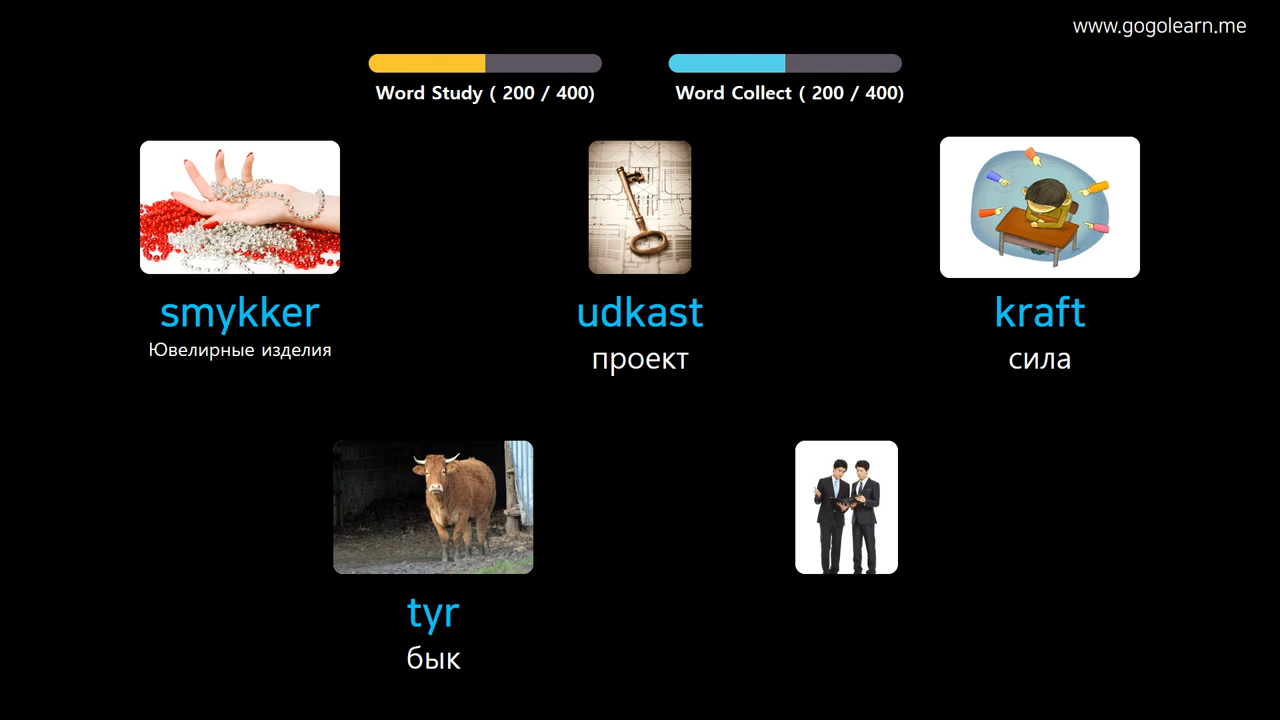 www.gogolearn.me
Word Study ( 200 / 400)
Word Collect ( 200 / 400)
smykker
Ювелирные изделия
udkast
проект
kraft
сила
tyr
бык